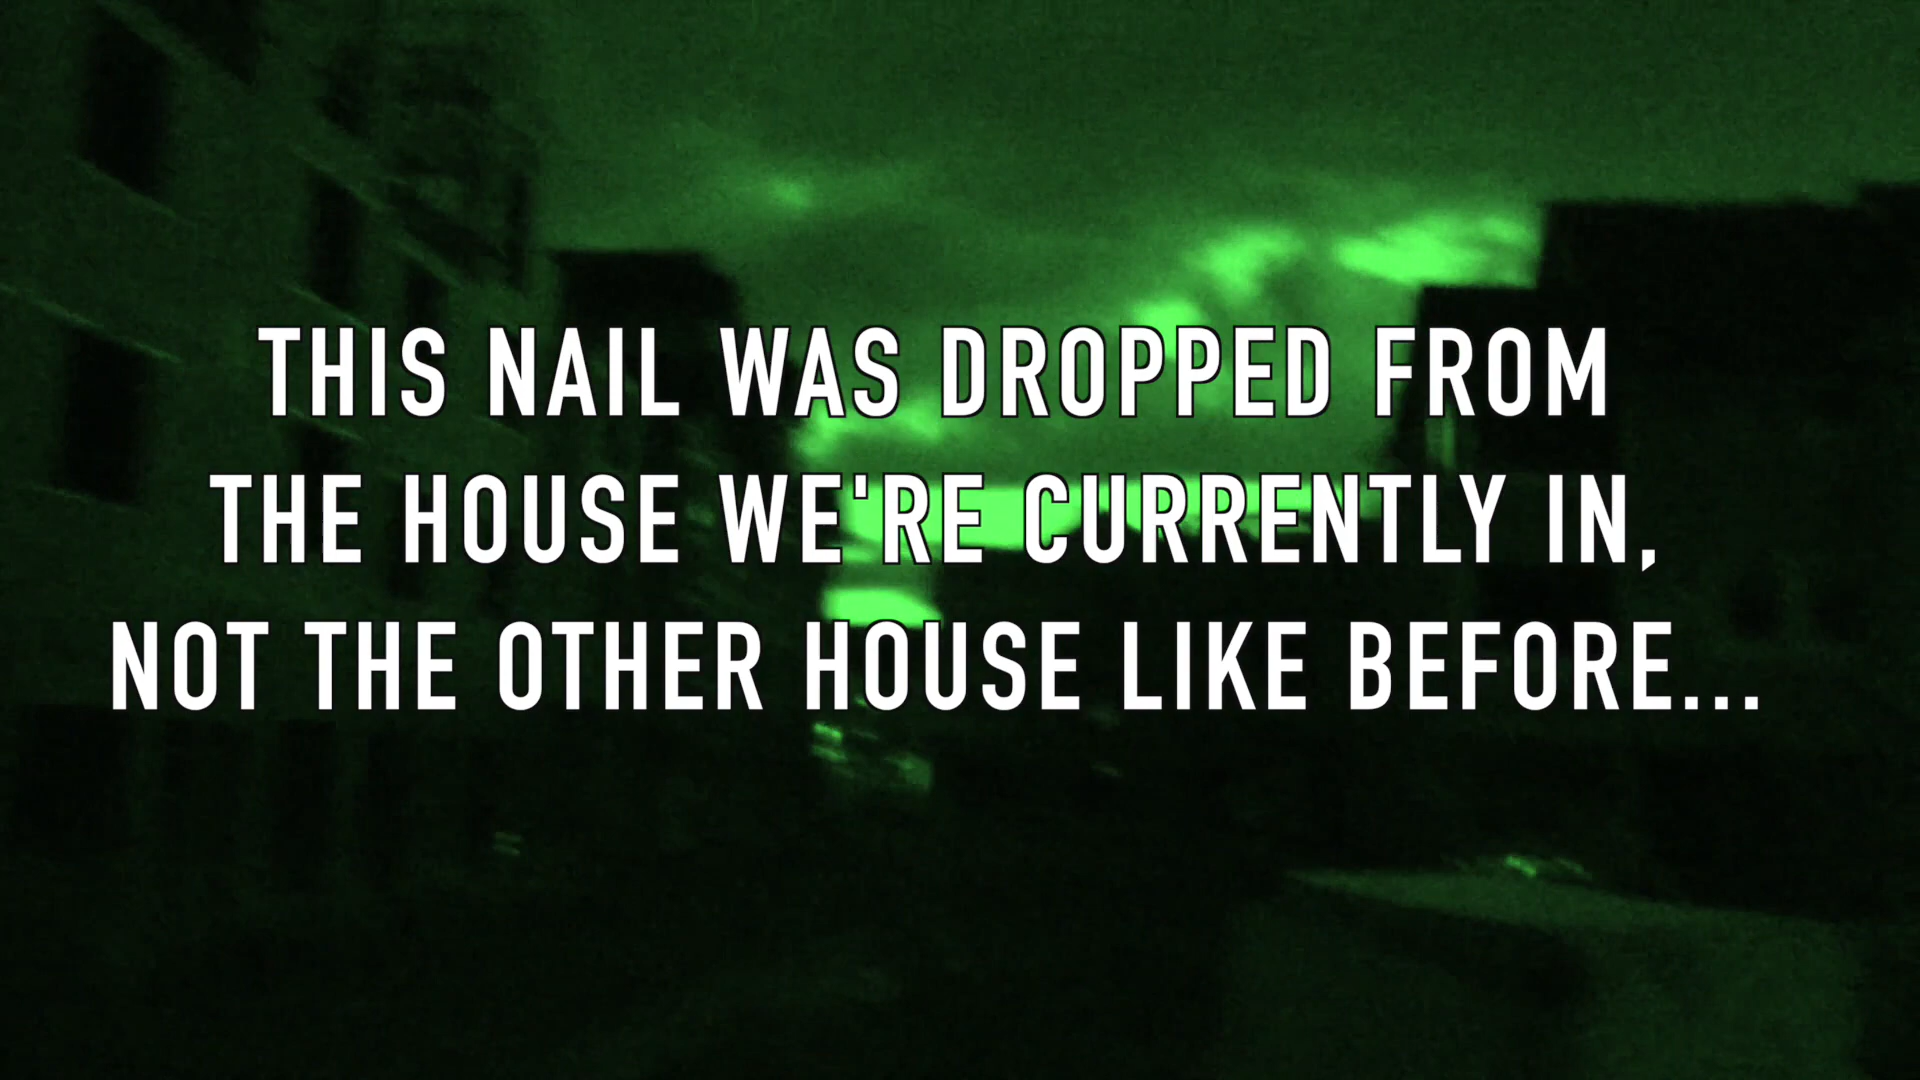 THIS NAIL WAS DROPPED FROM
THE HOUSE WE'RE CURRENTLY IN,
NOT THE OTHER HOUSE LIKE BEFORE...